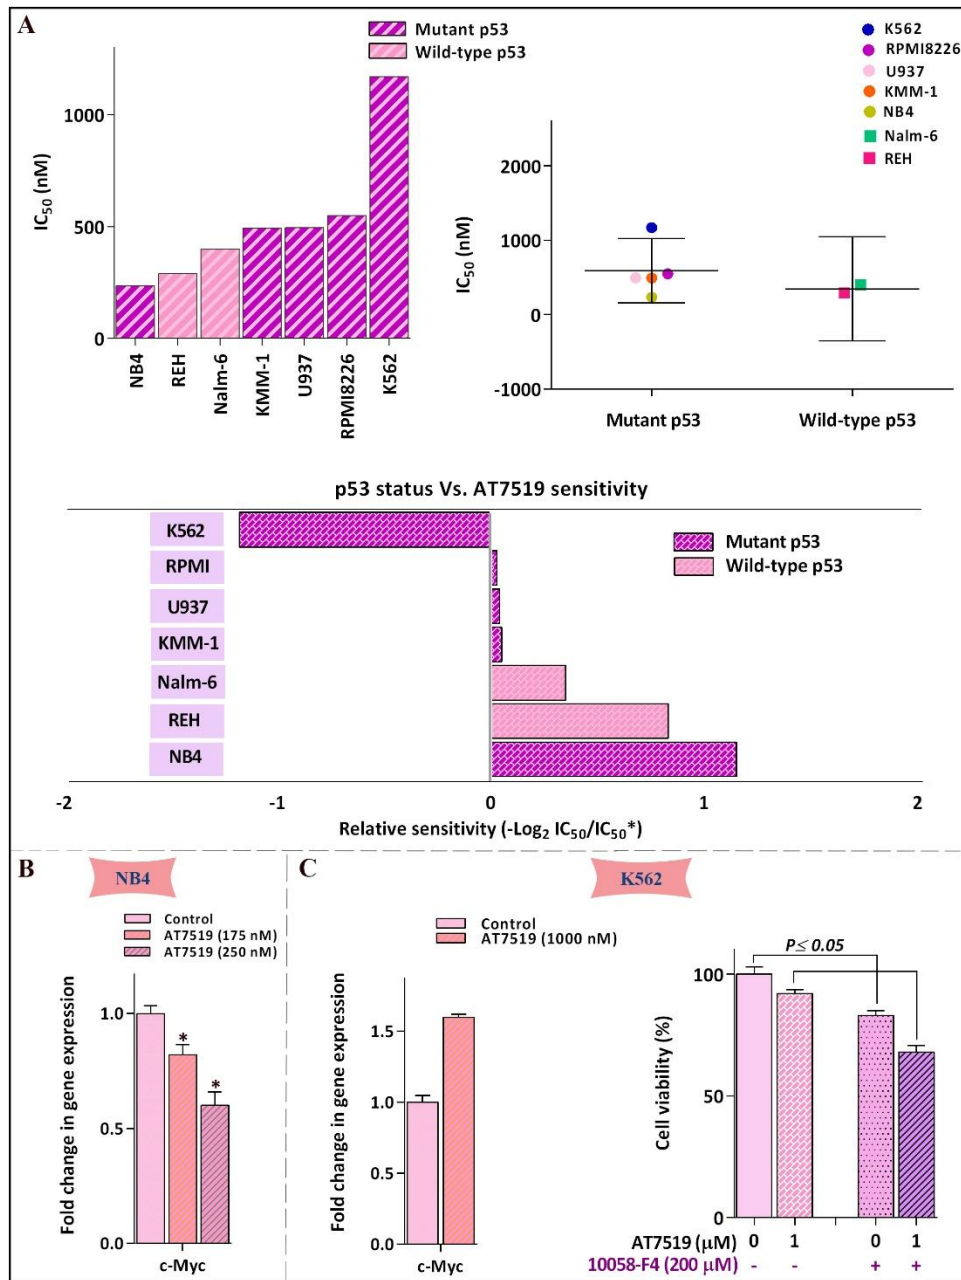 A
Mutant p53
Wild-type p53
IC50 (nM)
1000
500
0
NB4
REH
Nalm-6
KMM-1
U937
RPMI8226
K562
K562
RPMI8226
U937
KMM-1
NB4
Nalm-6
REH
IC50 (nM)
2000
1000
0
-1000
Mutant p53
Wild-type p53
p53 status Vs. AT7519 sensitivity
K562
RPMI
U937
KMM-1
Nalm-6
REH
NB4
Mutant p53
Wild-type p53
-2
-1
0
1
2
Relative sensitivity (-Log2 IC50/IC50*)
B
NB4
Control
AT7519 (175 nM)
AT7519 (250 nM)
Fold change in gene expression
1.0
0.5
0.0
*
*
c-Myc
C
K562
Control
AT7519 (1000 nM)
Fold change in gene expression
1.5
1.0
0.5
0.0
c-Myc
P≤ 0.05
Cell viability (%)
100
50
0
AT7519 (μM) 0 1 0 1
10058-F4 (200 μM) - - + +